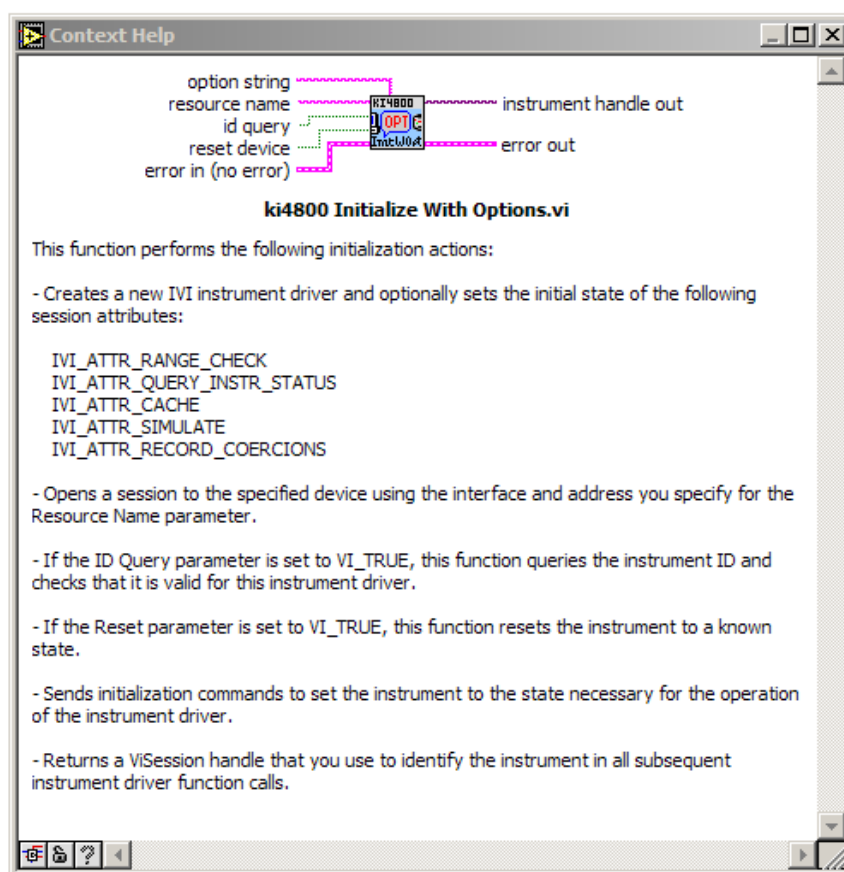 Context Help
option string
resource name
id query
reset device
error in (no error)
KI4800
OPT
instrument handle out
error out
ki4800 Initialize With Options.vi
This function performs the following initialization actions:
- Creates a new IVI instrument driver and optionally sets the initial state of the following
session attributes:
IVI_ATTR_RANGE_CHECK
IVI_ATTR_QUERY_INSTR_STATUS
IVI_ATTR_CACHE
IVI_ATTR_SIMULATE
IVI_ATTR_RECORD_COERCIONS
- Opens a session to the specified device using the interface and address you specify for the
Resource Name parameter.
- If the ID Query parameter is set to VI_TRUE, this function queries the instrument ID and
checks that it is valid for this instrument driver.
- If the Reset parameter is set to VI_TRUE, this function resets the instrument to a known
state.
- Sends initialization commands to set the instrument to the state necessary for the operation
of the instrument driver.
- Returns a ViSession handle that you use to identify the instrument in all subsequent
instrument driver function calls.